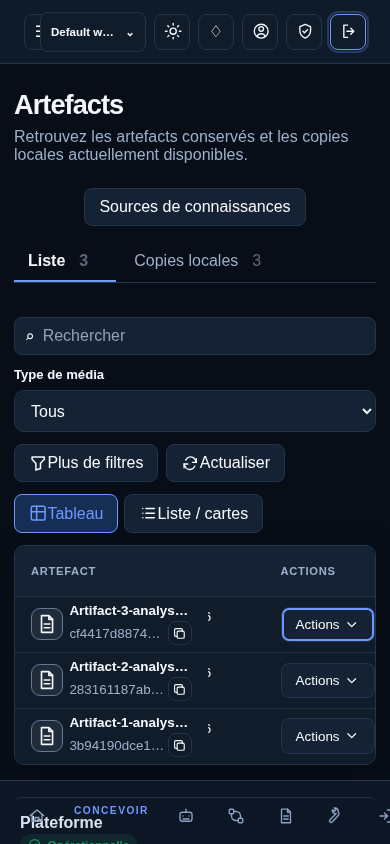 Default w... 
Artefacts
Retrouvez les artefacts conservés et les copies
locales actuellement disponibles.
Sources de connaissances
Liste 3 Copies locales 3
Rechercher
Type de média
Tous
Plus de filtres Actualiser
Tableau Liste / cartes
ARTEFACT ACTIONS
Artifact-3-analys...
cf4417d8874...
Actions
Artifact-2-analys...
283161187ab...
Actions
Artifact-1-analys...
3b94190dce1...
Actions
CONCEVOIR
Plateforme
Opérationnelle